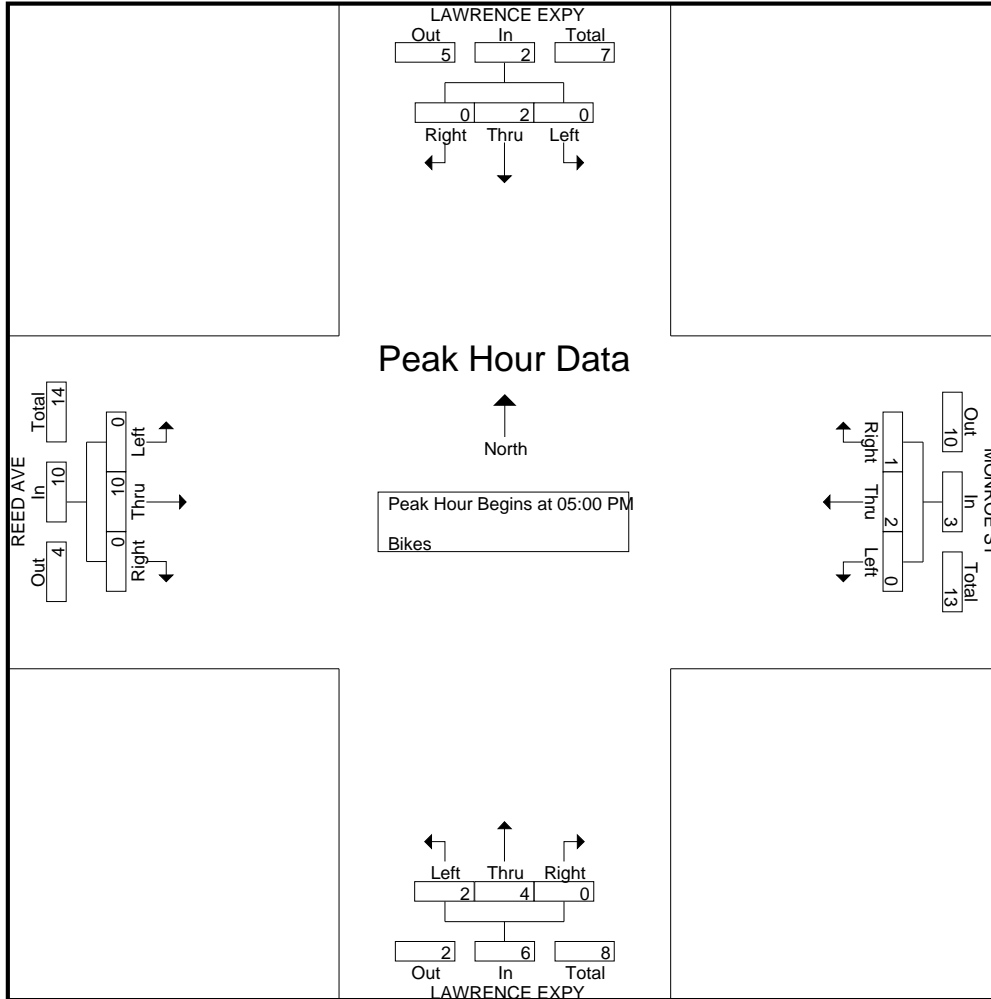 LAWRENCE EXPY
Out In Total
5 2 7
0 2 0
Right Thru Left
Peak Hour Data
North
Peak Hour Begins at 05:00 PM
Bikes
REED AVE
Out In Total
4 10 14
Right Thru Left
0 10 0
Right Thru Left
1 2 0
Out In Total
10 3 13
MONROE ST
Left Thru Right
2 4 0
2 6 8
Out In Total
LAWRENCE EXPY